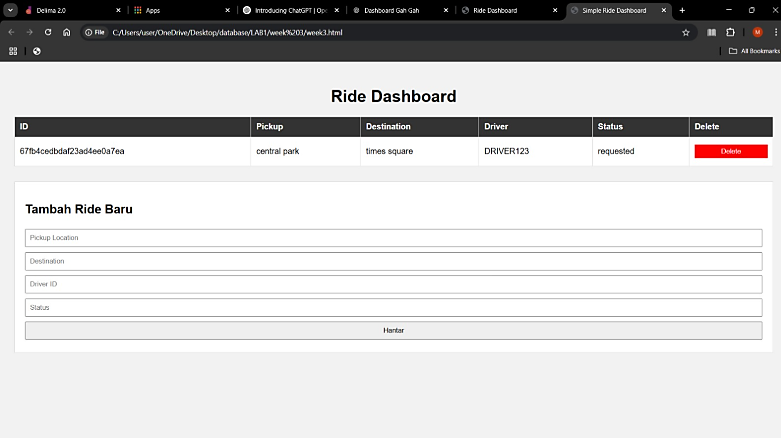 Delima 2.0
Apps
Introducing ChatGPT | Ope
Dashboard Gah Gah
Ride Dashboard
Simple Ride Dashboard
File
C:/Users/user/OneDrive/Desktop/database/LAB1/week%203/week3.html
M
All Bookmarks
Ride Dashboard
ID Pickup Destination Driver Status Delete
67fb4cedbdaf23ad4ee0a7ea central park times square DRIVER123 requested Delete
Tambah Ride Baru
Pickup Location
Destination
Driver ID
Status
Hantar